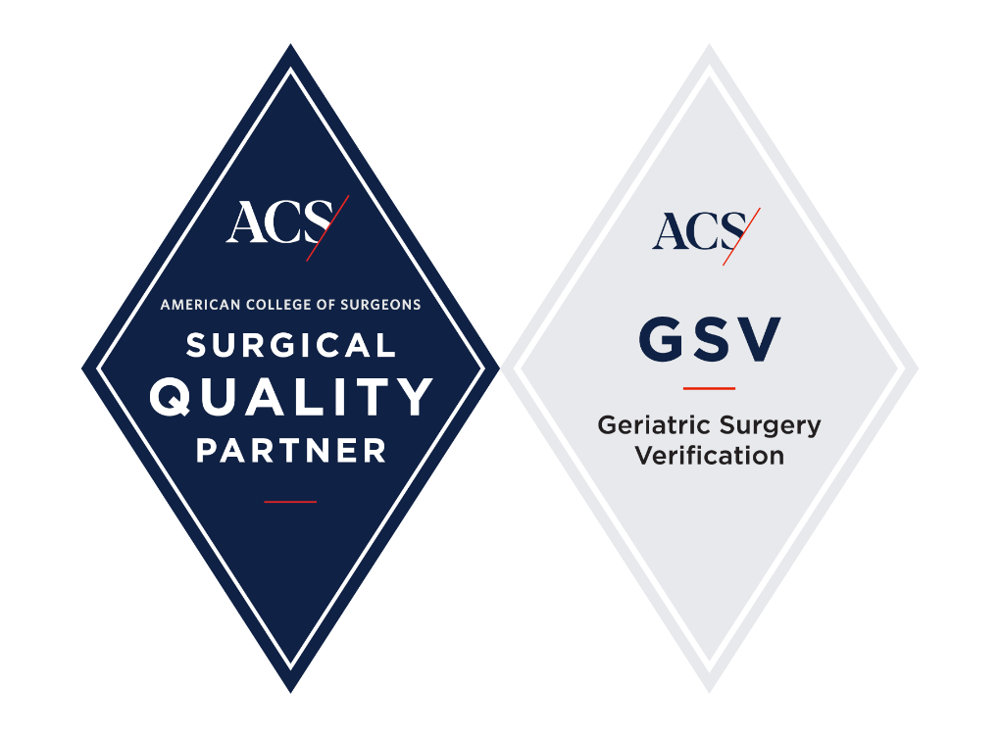 ACS
AMERICAN COLLEGE OF SURGEONS
SURGICAL
QUALITY
PARTNER
ACS
GSV
Geriatric Surgery
Verification